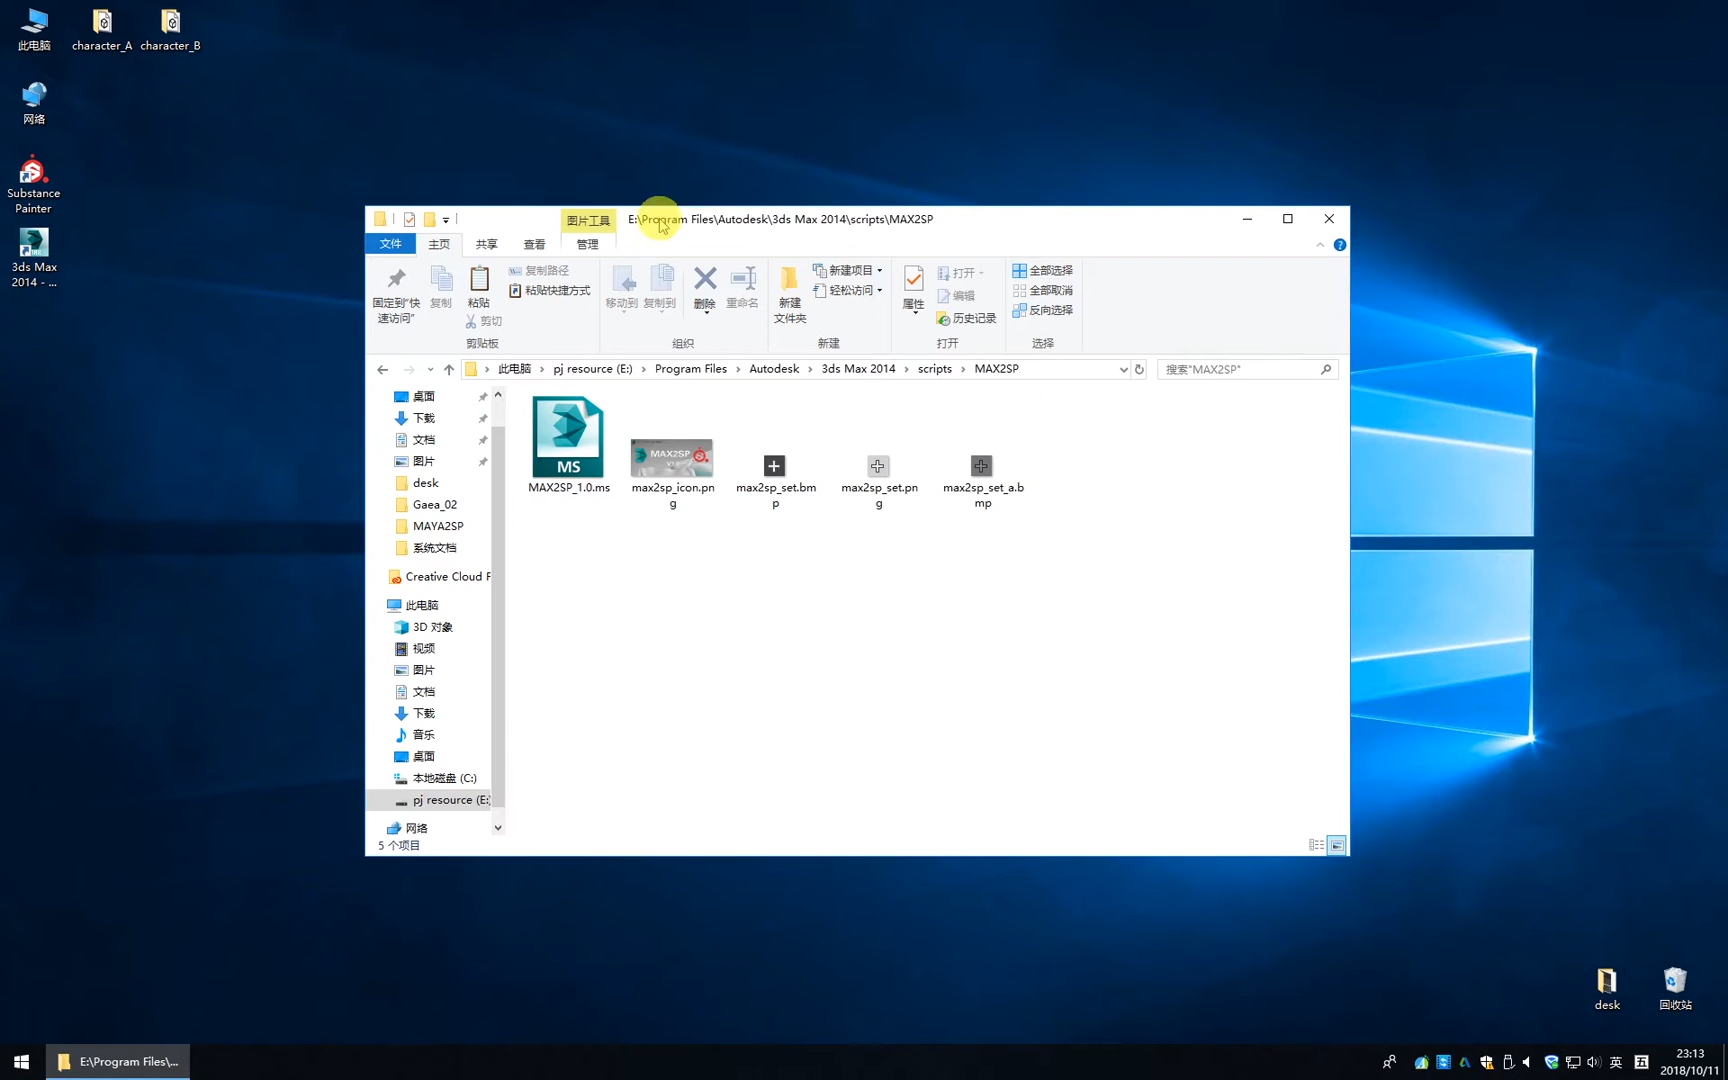 此电脑
character_A
character_B
网络
Substance
Painter
3ds Max
2014 - ...
图片工具
E:\Program Files\Autodesk\3ds Max 2014\scripts\MAX2SP
文件
主页
共享
查看
管理
固定到"快
速访问"
复制
粘贴
复制路径
粘贴快捷方式
剪切
剪贴板
移动到
复制到
删除
重命名
组织
新建
文件夹
新建项目
轻松访问
新建
属性
打开
编辑
历史记录
打开
全部选择
全部取消
反向选择
选择
此电脑 › pj resource (E:) › Program Files › Autodesk › 3ds Max 2014 › scripts › MAX2SP
搜索"MAX2SP"
桌面
下载
文档
图片
desk
Gaea_02
MAYA2SP
系统文档
Creative Cloud F
此电脑
3D 对象
视频
图片
文档
下载
音乐
桌面
本地磁盘 (C:)
pj resource (E:)
网络
5 个项目
MS
MAX2SP_1.0.ms
MAX2SP
max2sp_icon.pn
g
max2sp_set.bm
p
max2sp_set.pn
g
max2sp_set_a.b
mp
desk
回收站
E:\Program Files\...
英
五
23:13
2018/10/11